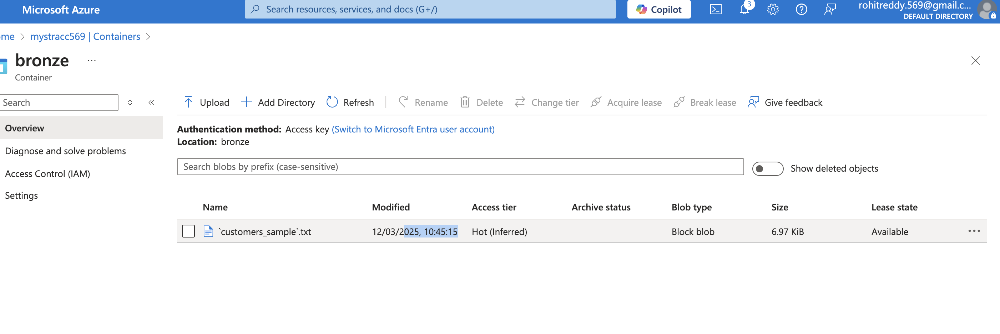 Microsoft Azure
Search resources, services, and docs (G+/)
Copilot
3
rohitreddy.569@gmail.c...
DEFAULT DIRECTORY
me > mystracc569 | Containers >
bronze ...
Container
Search
Upload Add Directory Refresh Rename Delete Change tier Acquire lease Break lease Give feedback
Overview
Diagnose and solve problems
Access Control (IAM)
Settings
Authentication method: Access key (Switch to Microsoft Entra user account)
Location: bronze
Search blobs by prefix (case-sensitive)
Show deleted objects
Name Modified Access tier Archive status Blob type Size Lease state
`customers_sample`.txt 12/03/2025, 10:45:15 Hot (Inferred) Block blob 6.97 KiB Available ...